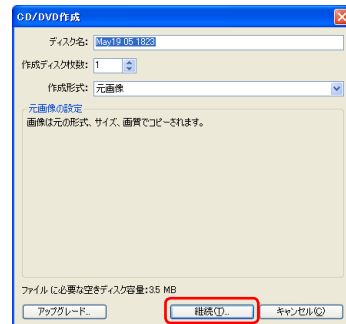 CD/DVD作成
ディスク名: May19 05 1823
作成ディスク枚数: 1
作成形式: 元画像
元画像の設定
画像は元の形式、サイズ、画質でコピーされます。
ファイルに必要な空きディスク容量:3.5 MB
アップグレード... 継続(T)... キャンセル(C)